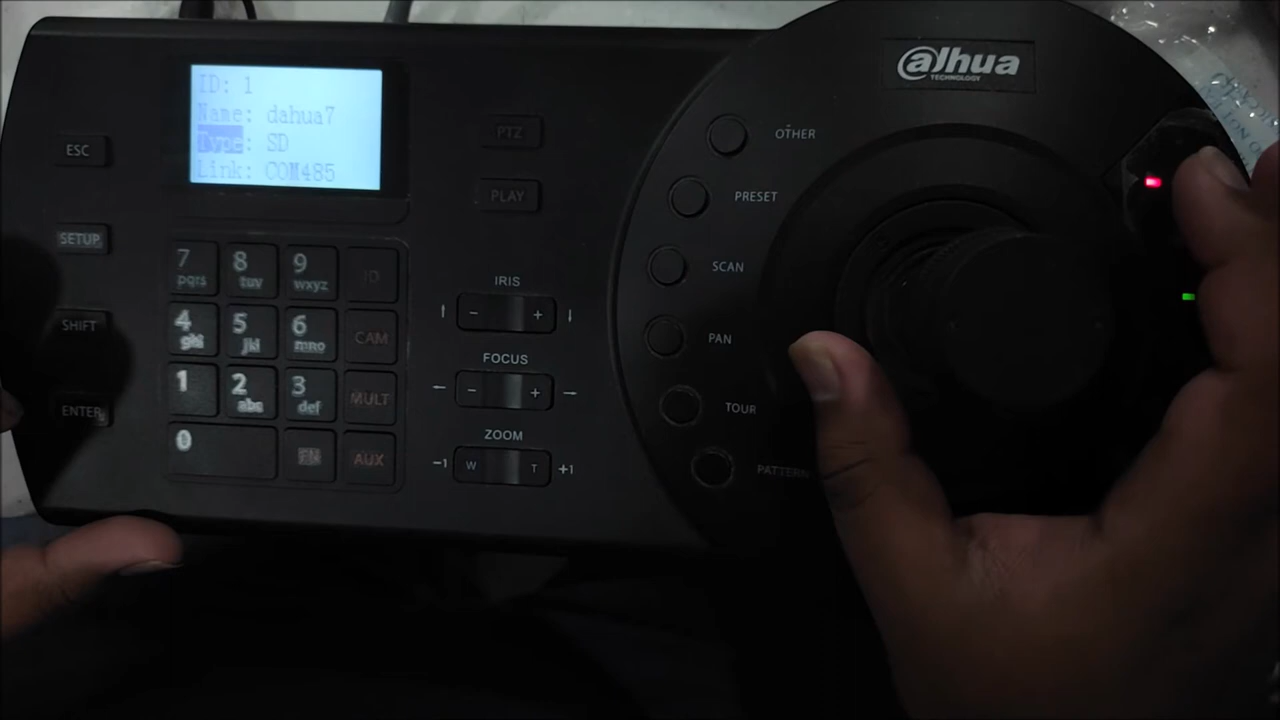 ID: 1
Name: dahua7
Type: SD
Link: COM485
alhua
TECHNOLOGY
ESC
SETUP
SHIFT
ENTER
7
pqrs
8
tuv
9
wxyz
ID
4
ghi
5
jkl
6
mno
CAM
1
2
abc
3
def
MULT
0
EN
AUX
PTZ
PLAY
IRIS
- +
FOCUS
- +
ZOOM
-1 W T +1
OTHER
PRESET
SCAN
PAN
TOUR
PATTERN